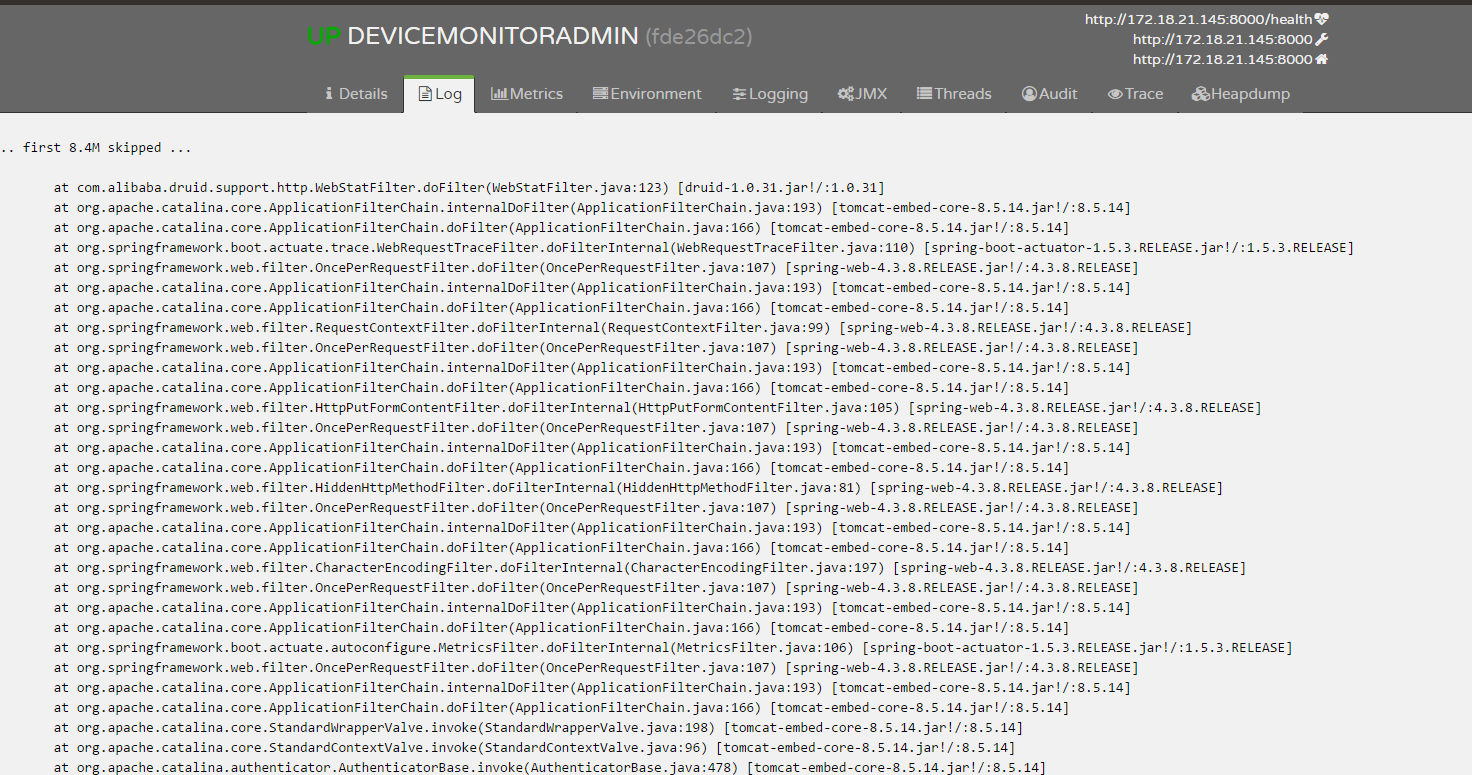 UP DEVICEMONITORADMIN (fde26dc2)
http://172.18.21.145:8000/health
http://172.18.21.145:8000
http://172.18.21.145:8000
Details Log Metrics Environment Logging JMX Threads Audit Trace Heapdump
.. first 8.4M skipped ...
at com.alibaba.druid.support.http.WebStatFilter.doFilter(WebStatFilter.java:123) [druid-1.0.31.jar!/:1.0.31]
at org.apache.catalina.core.ApplicationFilterChain.internalDoFilter(ApplicationFilterChain.java:193) [tomcat-embed-core-8.5.14.jar!/:8.5.14]
at org.apache.catalina.core.ApplicationFilterChain.doFilter(ApplicationFilterChain.java:166) [tomcat-embed-core-8.5.14.jar!/:8.5.14]
at org.springframework.boot.actuate.trace.WebRequestTraceFilter.doFilterInternal(WebRequestTraceFilter.java:110) [spring-boot-actuator-1.5.3.RELEASE.jar!/:1.5.3.RELEASE]
at org.springframework.web.filter.OncePerRequestFilter.doFilter(OncePerRequestFilter.java:107) [spring-web-4.3.8.RELEASE.jar!/:4.3.8.RELEASE]
at org.apache.catalina.core.ApplicationFilterChain.internalDoFilter(ApplicationFilterChain.java:193) [tomcat-embed-core-8.5.14.jar!/:8.5.14]
at org.apache.catalina.core.ApplicationFilterChain.doFilter(ApplicationFilterChain.java:166) [tomcat-embed-core-8.5.14.jar!/:8.5.14]
at org.springframework.web.filter.RequestContextFilter.doFilterInternal(RequestContextFilter.java:99) [spring-web-4.3.8.RELEASE.jar!/:4.3.8.RELEASE]
at org.springframework.web.filter.OncePerRequestFilter.doFilter(OncePerRequestFilter.java:107) [spring-web-4.3.8.RELEASE.jar!/:4.3.8.RELEASE]
at org.apache.catalina.core.ApplicationFilterChain.internalDoFilter(ApplicationFilterChain.java:193) [tomcat-embed-core-8.5.14.jar!/:8.5.14]
at org.apache.catalina.core.ApplicationFilterChain.doFilter(ApplicationFilterChain.java:166) [tomcat-embed-core-8.5.14.jar!/:8.5.14]
at org.springframework.web.filter.HttpPutFormContentFilter.doFilterInternal(HttpPutFormContentFilter.java:105) [spring-web-4.3.8.RELEASE.jar!/:4.3.8.RELEASE]
at org.springframework.web.filter.OncePerRequestFilter.doFilter(OncePerRequestFilter.java:107) [spring-web-4.3.8.RELEASE.jar!/:4.3.8.RELEASE]
at org.apache.catalina.core.ApplicationFilterChain.internalDoFilter(ApplicationFilterChain.java:193) [tomcat-embed-core-8.5.14.jar!/:8.5.14]
at org.apache.catalina.core.ApplicationFilterChain.doFilter(ApplicationFilterChain.java:166) [tomcat-embed-core-8.5.14.jar!/:8.5.14]
at org.springframework.web.filter.HiddenHttpMethodFilter.doFilterInternal(HiddenHttpMethodFilter.java:81) [spring-web-4.3.8.RELEASE.jar!/:4.3.8.RELEASE]
at org.springframework.web.filter.OncePerRequestFilter.doFilter(OncePerRequestFilter.java:107) [spring-web-4.3.8.RELEASE.jar!/:4.3.8.RELEASE]
at org.apache.catalina.core.ApplicationFilterChain.internalDoFilter(ApplicationFilterChain.java:193) [tomcat-embed-core-8.5.14.jar!/:8.5.14]
at org.apache.catalina.core.ApplicationFilterChain.doFilter(ApplicationFilterChain.java:166) [tomcat-embed-core-8.5.14.jar!/:8.5.14]
at org.springframework.web.filter.CharacterEncodingFilter.doFilterInternal(CharacterEncodingFilter.java:197) [spring-web-4.3.8.RELEASE.jar!/:4.3.8.RELEASE]
at org.springframework.web.filter.OncePerRequestFilter.doFilter(OncePerRequestFilter.java:107) [spring-web-4.3.8.RELEASE.jar!/:4.3.8.RELEASE]
at org.apache.catalina.core.ApplicationFilterChain.internalDoFilter(ApplicationFilterChain.java:193) [tomcat-embed-core-8.5.14.jar!/:8.5.14]
at org.apache.catalina.core.ApplicationFilterChain.doFilter(ApplicationFilterChain.java:166) [tomcat-embed-core-8.5.14.jar!/:8.5.14]
at org.springframework.boot.actuate.autoconfigure.MetricsFilter.doFilterInternal(MetricsFilter.java:106) [spring-boot-actuator-1.5.3.RELEASE.jar!/:1.5.3.RELEASE]
at org.springframework.web.filter.OncePerRequestFilter.doFilter(OncePerRequestFilter.java:107) [spring-web-4.3.8.RELEASE.jar!/:4.3.8.RELEASE]
at org.apache.catalina.core.ApplicationFilterChain.internalDoFilter(ApplicationFilterChain.java:193) [tomcat-embed-core-8.5.14.jar!/:8.5.14]
at org.apache.catalina.core.ApplicationFilterChain.doFilter(ApplicationFilterChain.java:166) [tomcat-embed-core-8.5.14.jar!/:8.5.14]
at org.apache.catalina.core.StandardWrapperValve.invoke(StandardWrapperValve.java:198) [tomcat-embed-core-8.5.14.jar!/:8.5.14]
at org.apache.catalina.core.StandardContextValve.invoke(StandardContextValve.java:96) [tomcat-embed-core-8.5.14.jar!/:8.5.14]
at org.apache.catalina.authenticator.AuthenticatorBase.invoke(AuthenticatorBase.java:478) [tomcat-embed-core-8.5.14.jar!/:8.5.14]